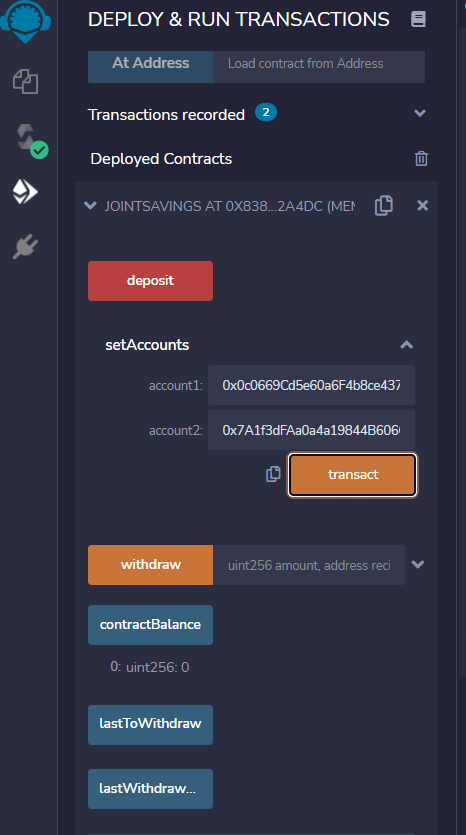 DEPLOY & RUN TRANSACTIONS
At Address Load contract from Address
Transactions recorded 2
Deployed Contracts
JOINTSAVINGS AT 0X838...2A4DC (MEM
deposit
setAccounts
account1: 0x0c0669Cd5e60a6F4b8ce437
account2: 0x7A1f3dFAa0a4a19844B606
transact
withdraw uint256 amount, address reci
contractBalance
0: uint256: 0
lastToWithdraw
lastWithdraw...